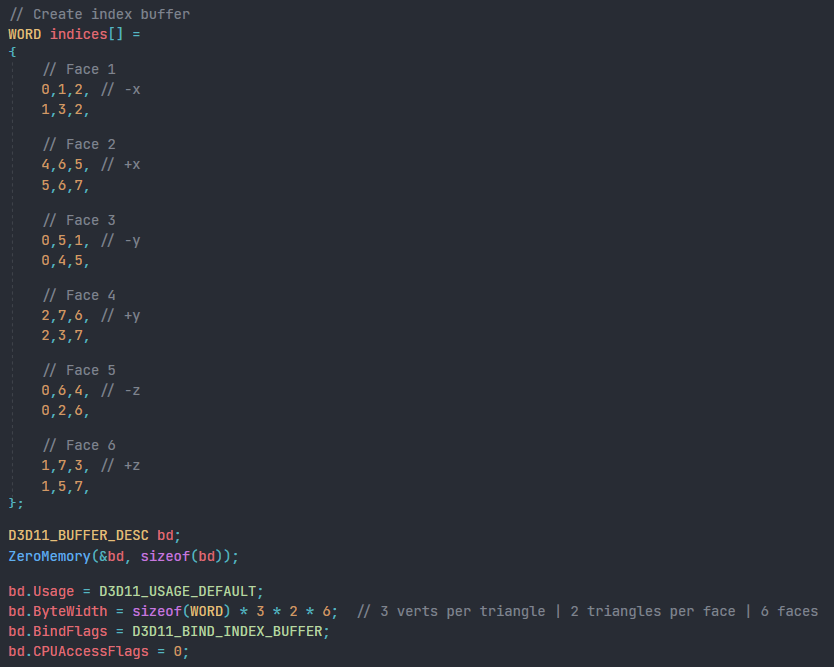 // Create index buffer
WORD indices[] =
{
// Face 1
0,1,2, // -x
1,3,2,
// Face 2
4,6,5, // +x
5,6,7,
// Face 3
0,5,1, // -y
0,4,5,
// Face 4
2,7,6, // +y
2,3,7,
// Face 5
0,6,4, // -z
0,2,6,
// Face 6
1,7,3, // +z
1,5,7,
};
D3D11_BUFFER_DESC bd;
ZeroMemory(&bd, sizeof(bd));
bd.Usage = D3D11_USAGE_DEFAULT;
bd.ByteWidth = sizeof(WORD) * 3 * 2 * 6;  // 3 verts per triangle | 2 triangles per face | 6 faces
bd.BindFlags = D3D11_BIND_INDEX_BUFFER;
bd.CPUAccessFlags = 0;